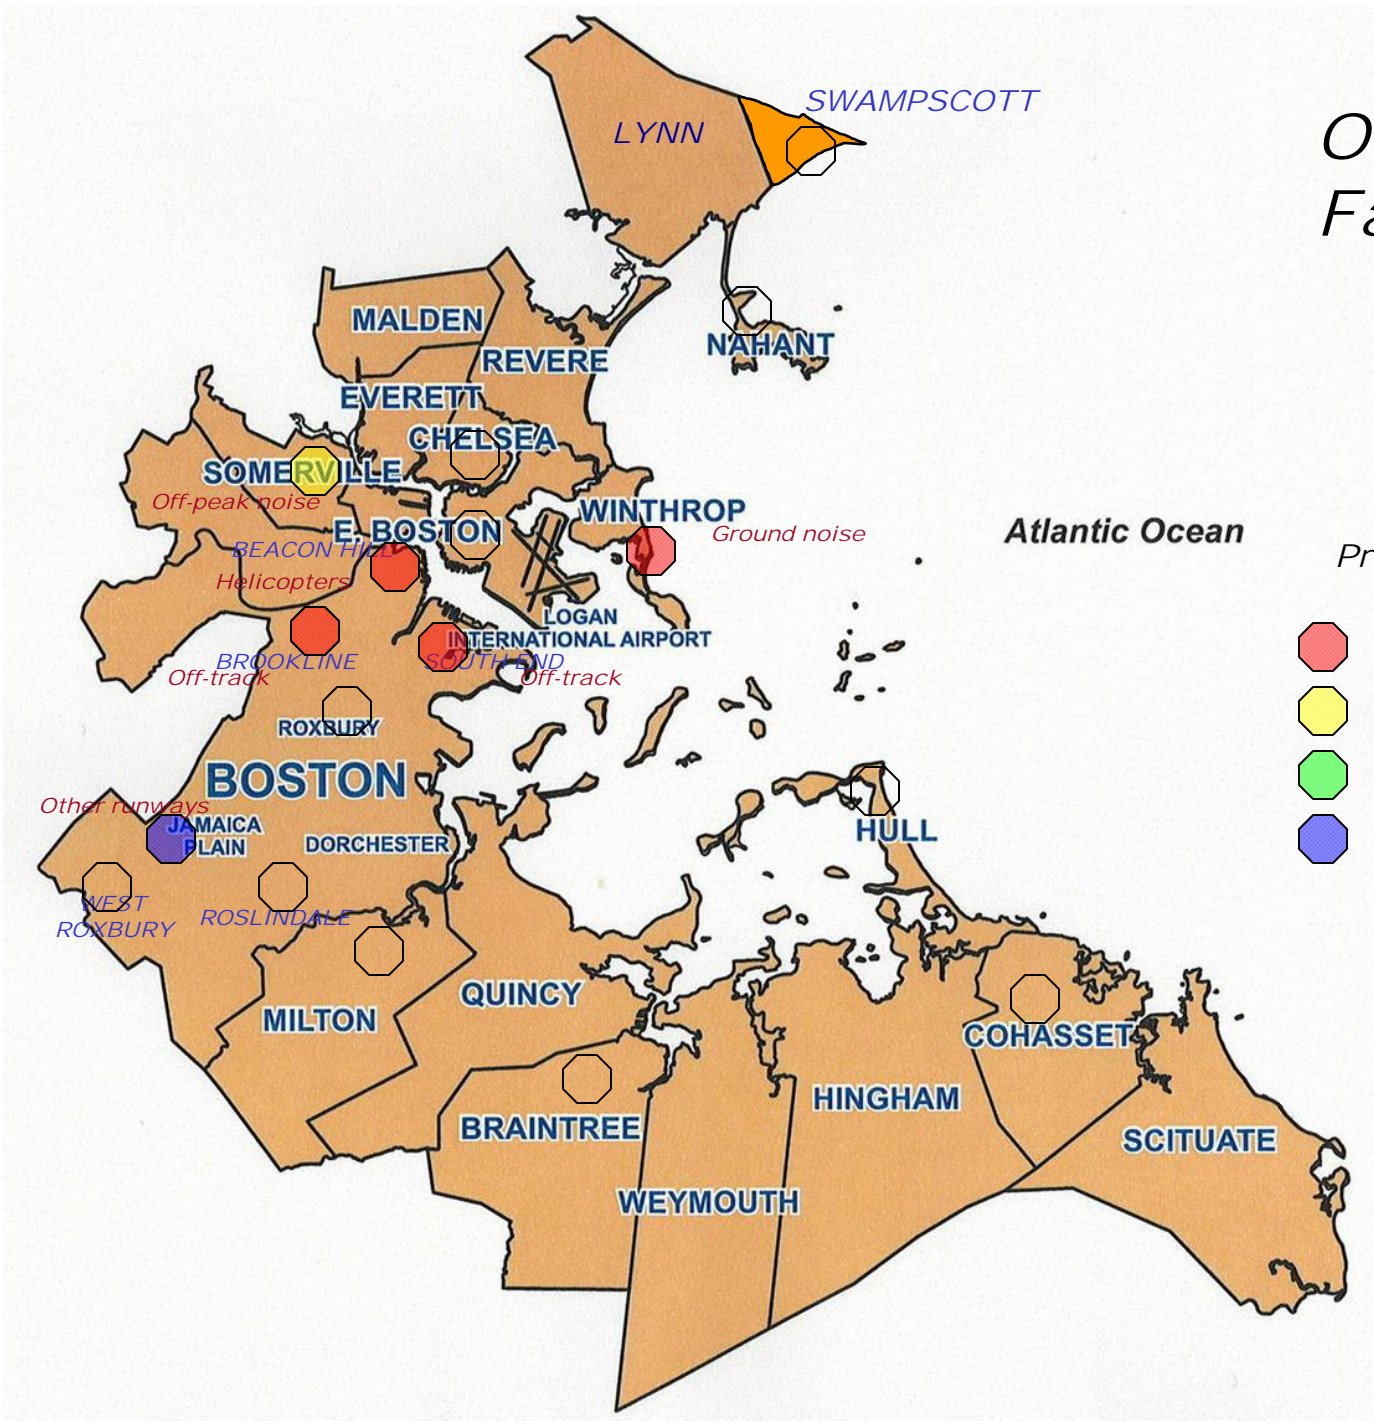 SWAMPSCOTT
LYNN
O
Fa
MALDEN
NAHANT
REVERE
EVERETT
CHELSEA
SOMERVILLE
Off-peak noise
WINTHROP
E. BOSTON
Ground noise
Atlantic Ocean
BEACON HILL
Pr
Helicopters
LOGAN
INTERNATIONAL AIRPORT
BROOKLINE
SOUTH END
Off-track
Off-track
ROXBURY
BOSTON
Other runways
JAMAICA
PLAIN
DORCHESTER
HULL
WEST
ROXBURY
ROSLINDALE
QUINCY
MILTON
COHASSET
HINGHAM
BRAINTREE
SCITUATE
WEYMOUTH